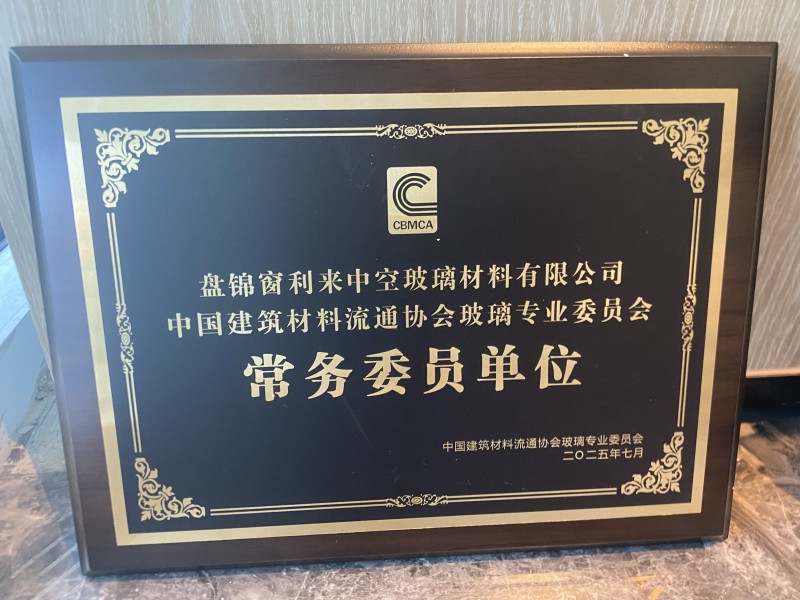 CBMCA
盘锦窗利来中空玻璃材料有限公司
中国建筑材料流通协会玻璃专业委员会
常务委员单位
中国建筑材料流通协会玻璃专业委员会
二〇二五年七月